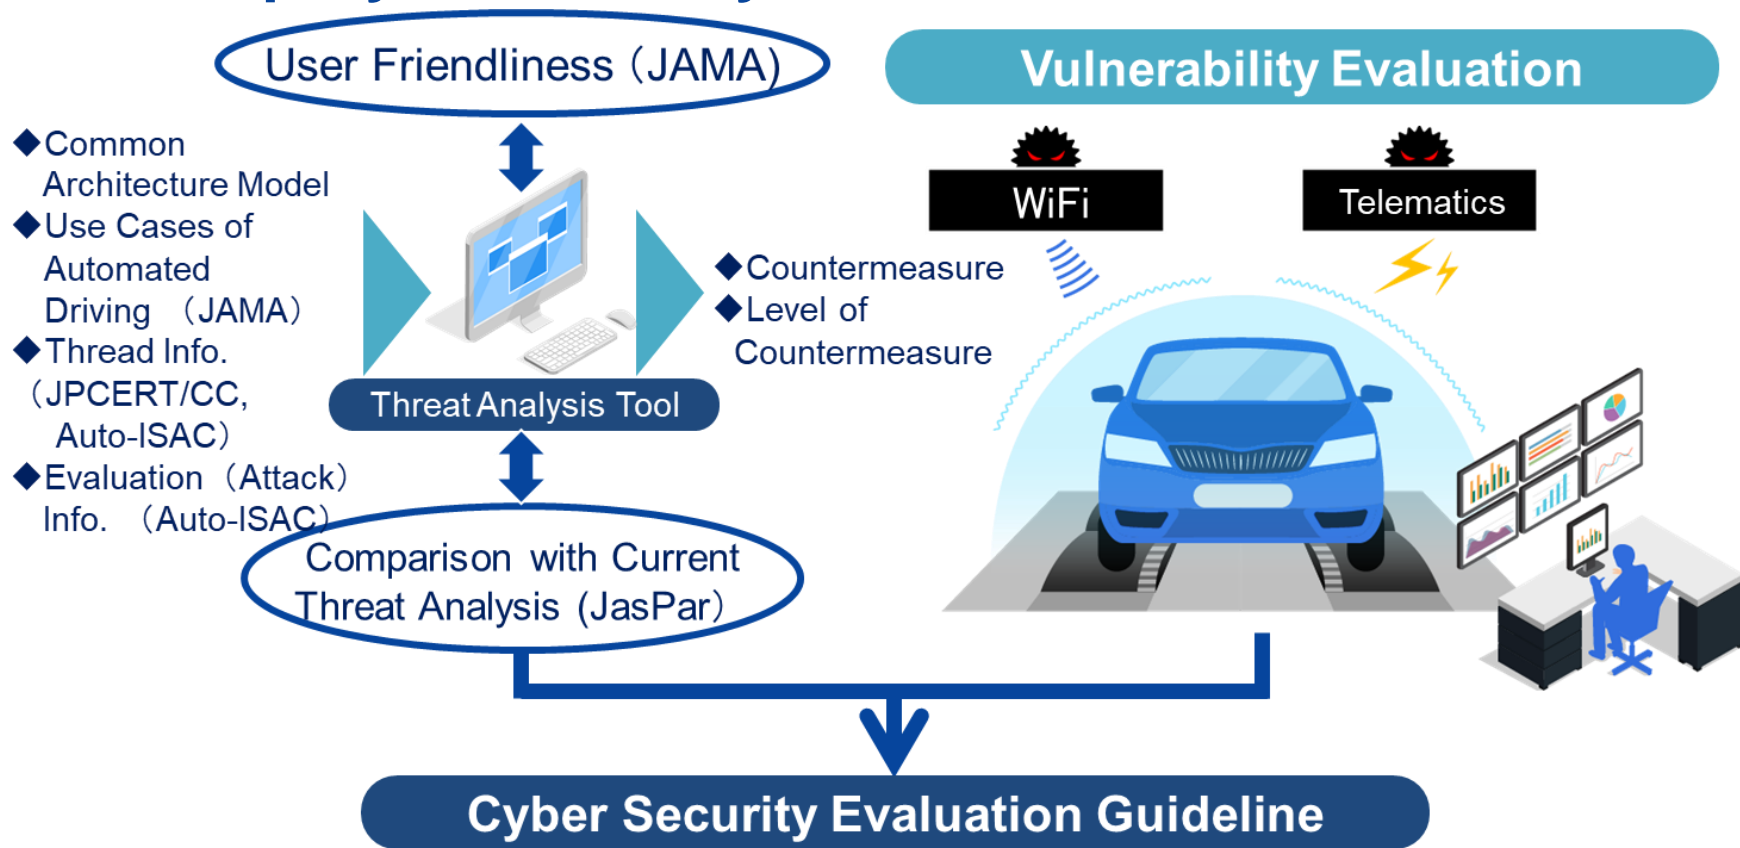 User Friendliness（JAMA)
Vulnerability Evaluation
◆Common
Architecture Model
◆Use Cases of
Automated
Driving （JAMA）
◆Thread Info.
（JPCERT/CC,
Auto-ISAC）
◆Evaluation（Attack）
Info. （Auto-ISAC）
Threat Analysis Tool
◆Countermeasure
◆Level of
Countermeasure
WiFi
Telematics
Comparison with Current
Threat Analysis (JasPar）
Cyber Security Evaluation Guideline